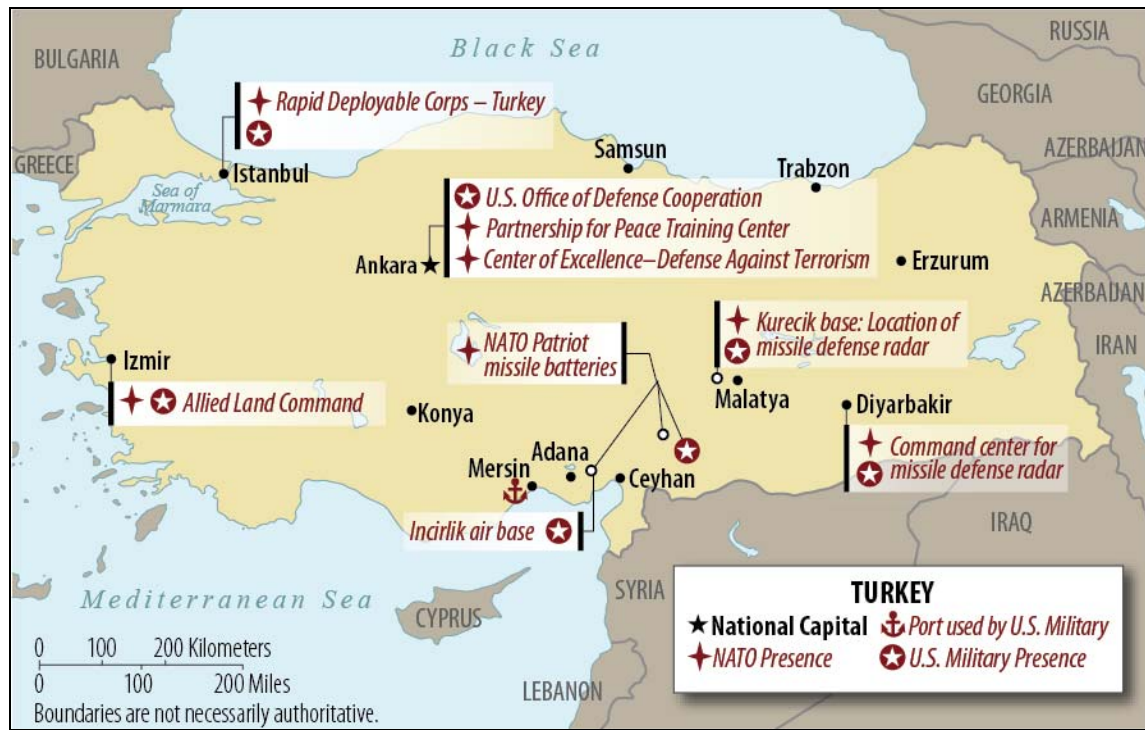 Black Sea
RUSSIA
BULGARIA
Rapid Deployable Corps – Turkey
GEORGIA
GREECE
Istanbul
Samsun
Trabzon
AZERBAIJAN
Sea of
Marmara
U.S. Office of Defense Cooperation
Partnership for Peace Training Center
Center of Excellence–Defense Against Terrorism
ARMENIA
Ankara
Erzurum
AZERBAIJAN
Kurecik base: Location of
missile defense radar
IRAN
NATO Patriot
missile batteries
Izmir
Allied Land Command
Malatya
Konya
Diyarbakir
Command center for
missile defense radar
Adana
Mersin
Ceyhan
Incirlik air base
IRAQ
SYRIA
Mediterranean Sea
CYPRUS
LEBANON
0 100 200 Kilometers
0 100 200 Miles
Boundaries are not necessarily authoritative.
TURKEY
National Capital
Port used by U.S. Military
NATO Presence
U.S. Military Presence